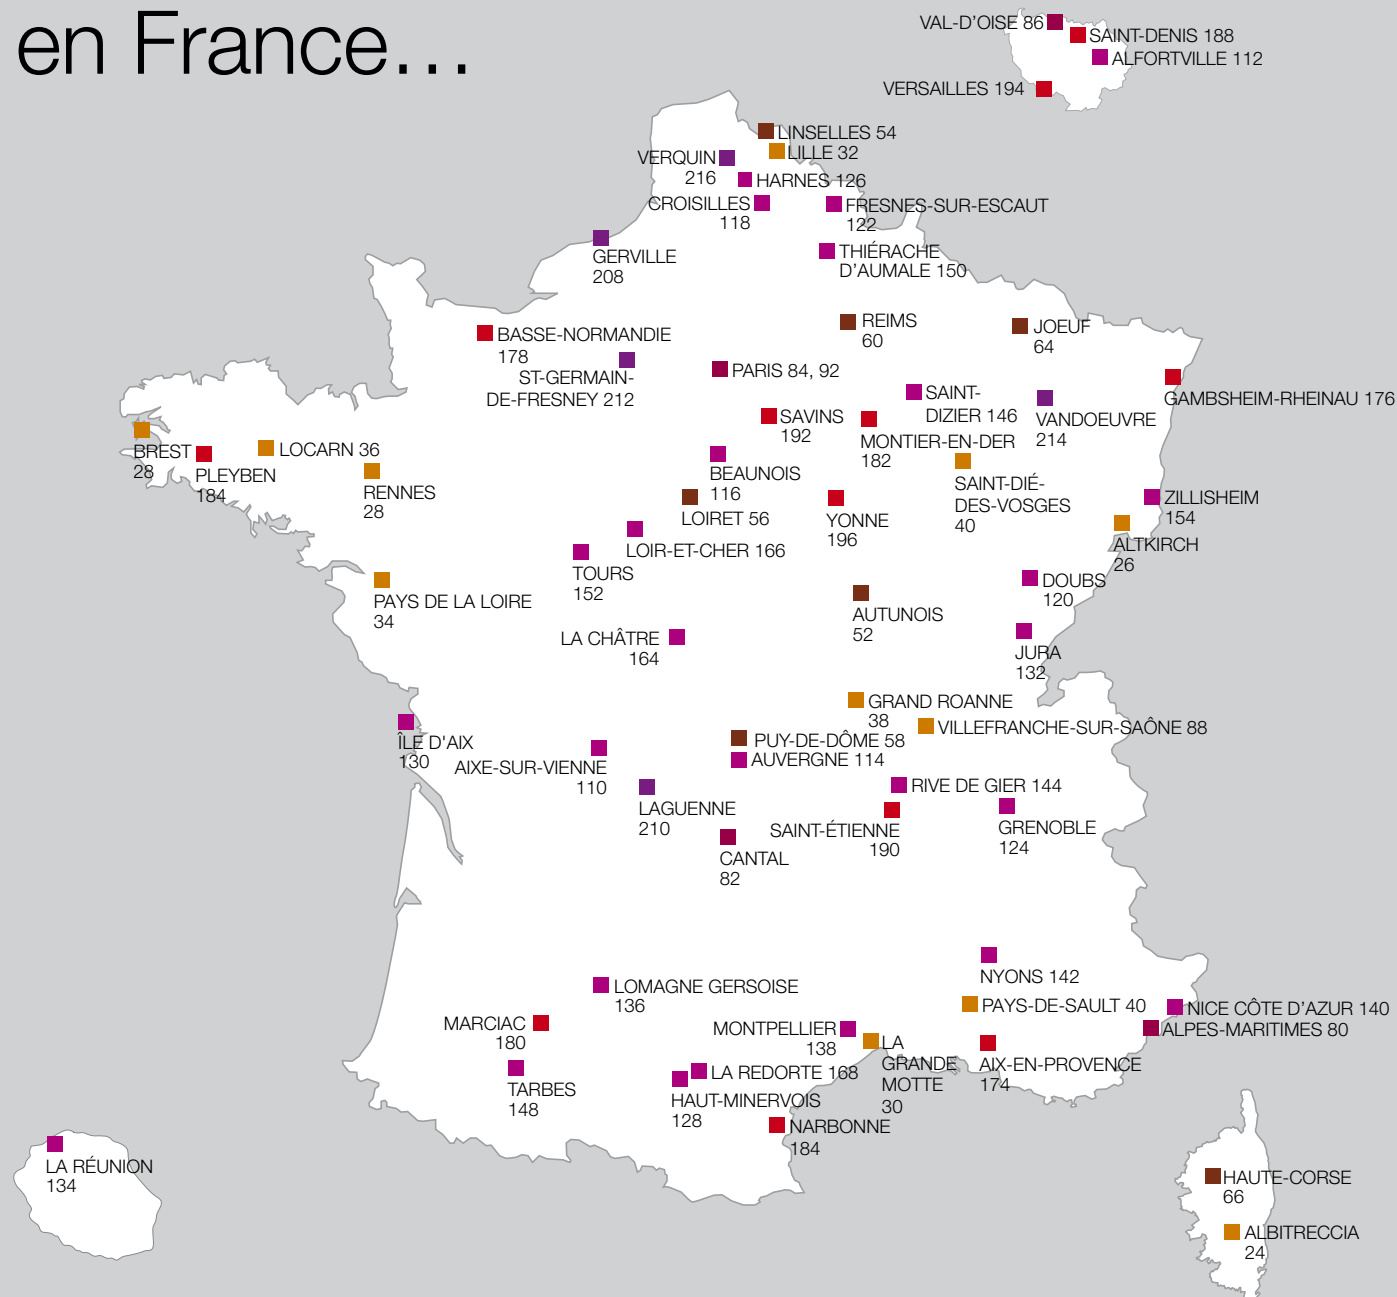 en France…
VAL-D'OISE 86
SAINT-DENIS 188
ALFORTVILLE 112
VERSAILLES 194
LINSELLES 54
LILLE 32
VERQUIN
216
HARNES 126
CROISILLES
118
FRESNES-SUR-ESCAUT
122
GERVILLE
208
THIÉRACHE
D'AUMALE 150
BASSE-NORMANDIE
178
REIMS
60
JOEUF
64
ST-GERMAIN-
DE-FRESNEY 212
PARIS 84, 92
SAINT-
DIZIER 146
GAMBSHEIM-RHEINAU 176
VANDOEUVRE
214
SAVINS
192
MONTIER-EN-DER
182
BREST
28
PLEYBEN
184
LOCARN 36
RENNES
28
BEAUNOIS
116
SAINT-DIÉ-
DES-VOSGES
40
ZILLISHEIM
154
LOIRET 56
YONNE
196
ALTKIRCH
26
LOIR-ET-CHER 166
TOURS
152
PAYS DE LA LOIRE
34
DOUBS
120
AUTUNOIS
52
LA CHÂTRE
164
JURA
132
GRAND ROANNE
38
VILLEFRANCHE-SUR-SAÔNE 88
ÎLE D'AIX
130
PUY-DE-DÔME 58
AUVERGNE 114
AIXE-SUR-VIENNE
110
LAGUENNE
210
RIVE DE GIER 144
SAINT-ÉTIENNE
190
GRENOBLE
124
CANTAL
82
NYONS 142
LOMAGNE GERSOISE
136
PAYS-DE-SAULT 40
NICE CÔTE D'AZUR 140
ALPES-MARITIMES 80
MARCIAC
180
MONTPELLIER
138
LA
GRANDE
MOTTE
30
AIX-EN-PROVENCE
174
TARBES
148
LA REDORTE 168
HAUT-MINERVOIS
128
NARBONNE
184
LA RÉUNION
134
HAUTE-CORSE
66
ALBITRECCIA
24